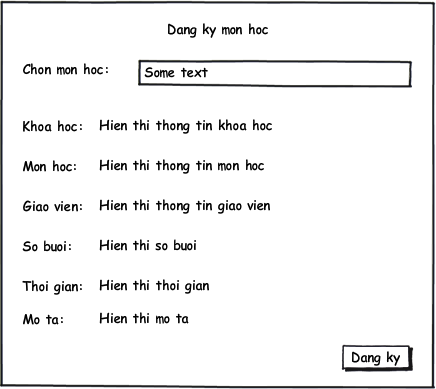 Dang ky mon hoc
Chon mon hoc: Some text
Khoa hoc: Hien thi thong tin khoa hoc
Mon hoc: Hien thi thong tin mon hoc
Giao vien: Hien thi thong tin giao vien
So buoi: Hien thi so buoi
Thoi gian: Hien thi thoi gian
Mo ta: Hien thi mo ta
Dang ky